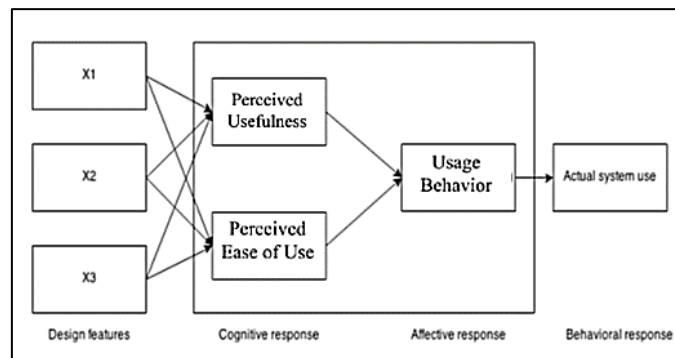 X1
X2
X3
Perceived
Usefulness
Perceived
Ease of Use
Usage
Behavior
Actual system use
Design features
Cognitive response
Affective response
Behavioral response